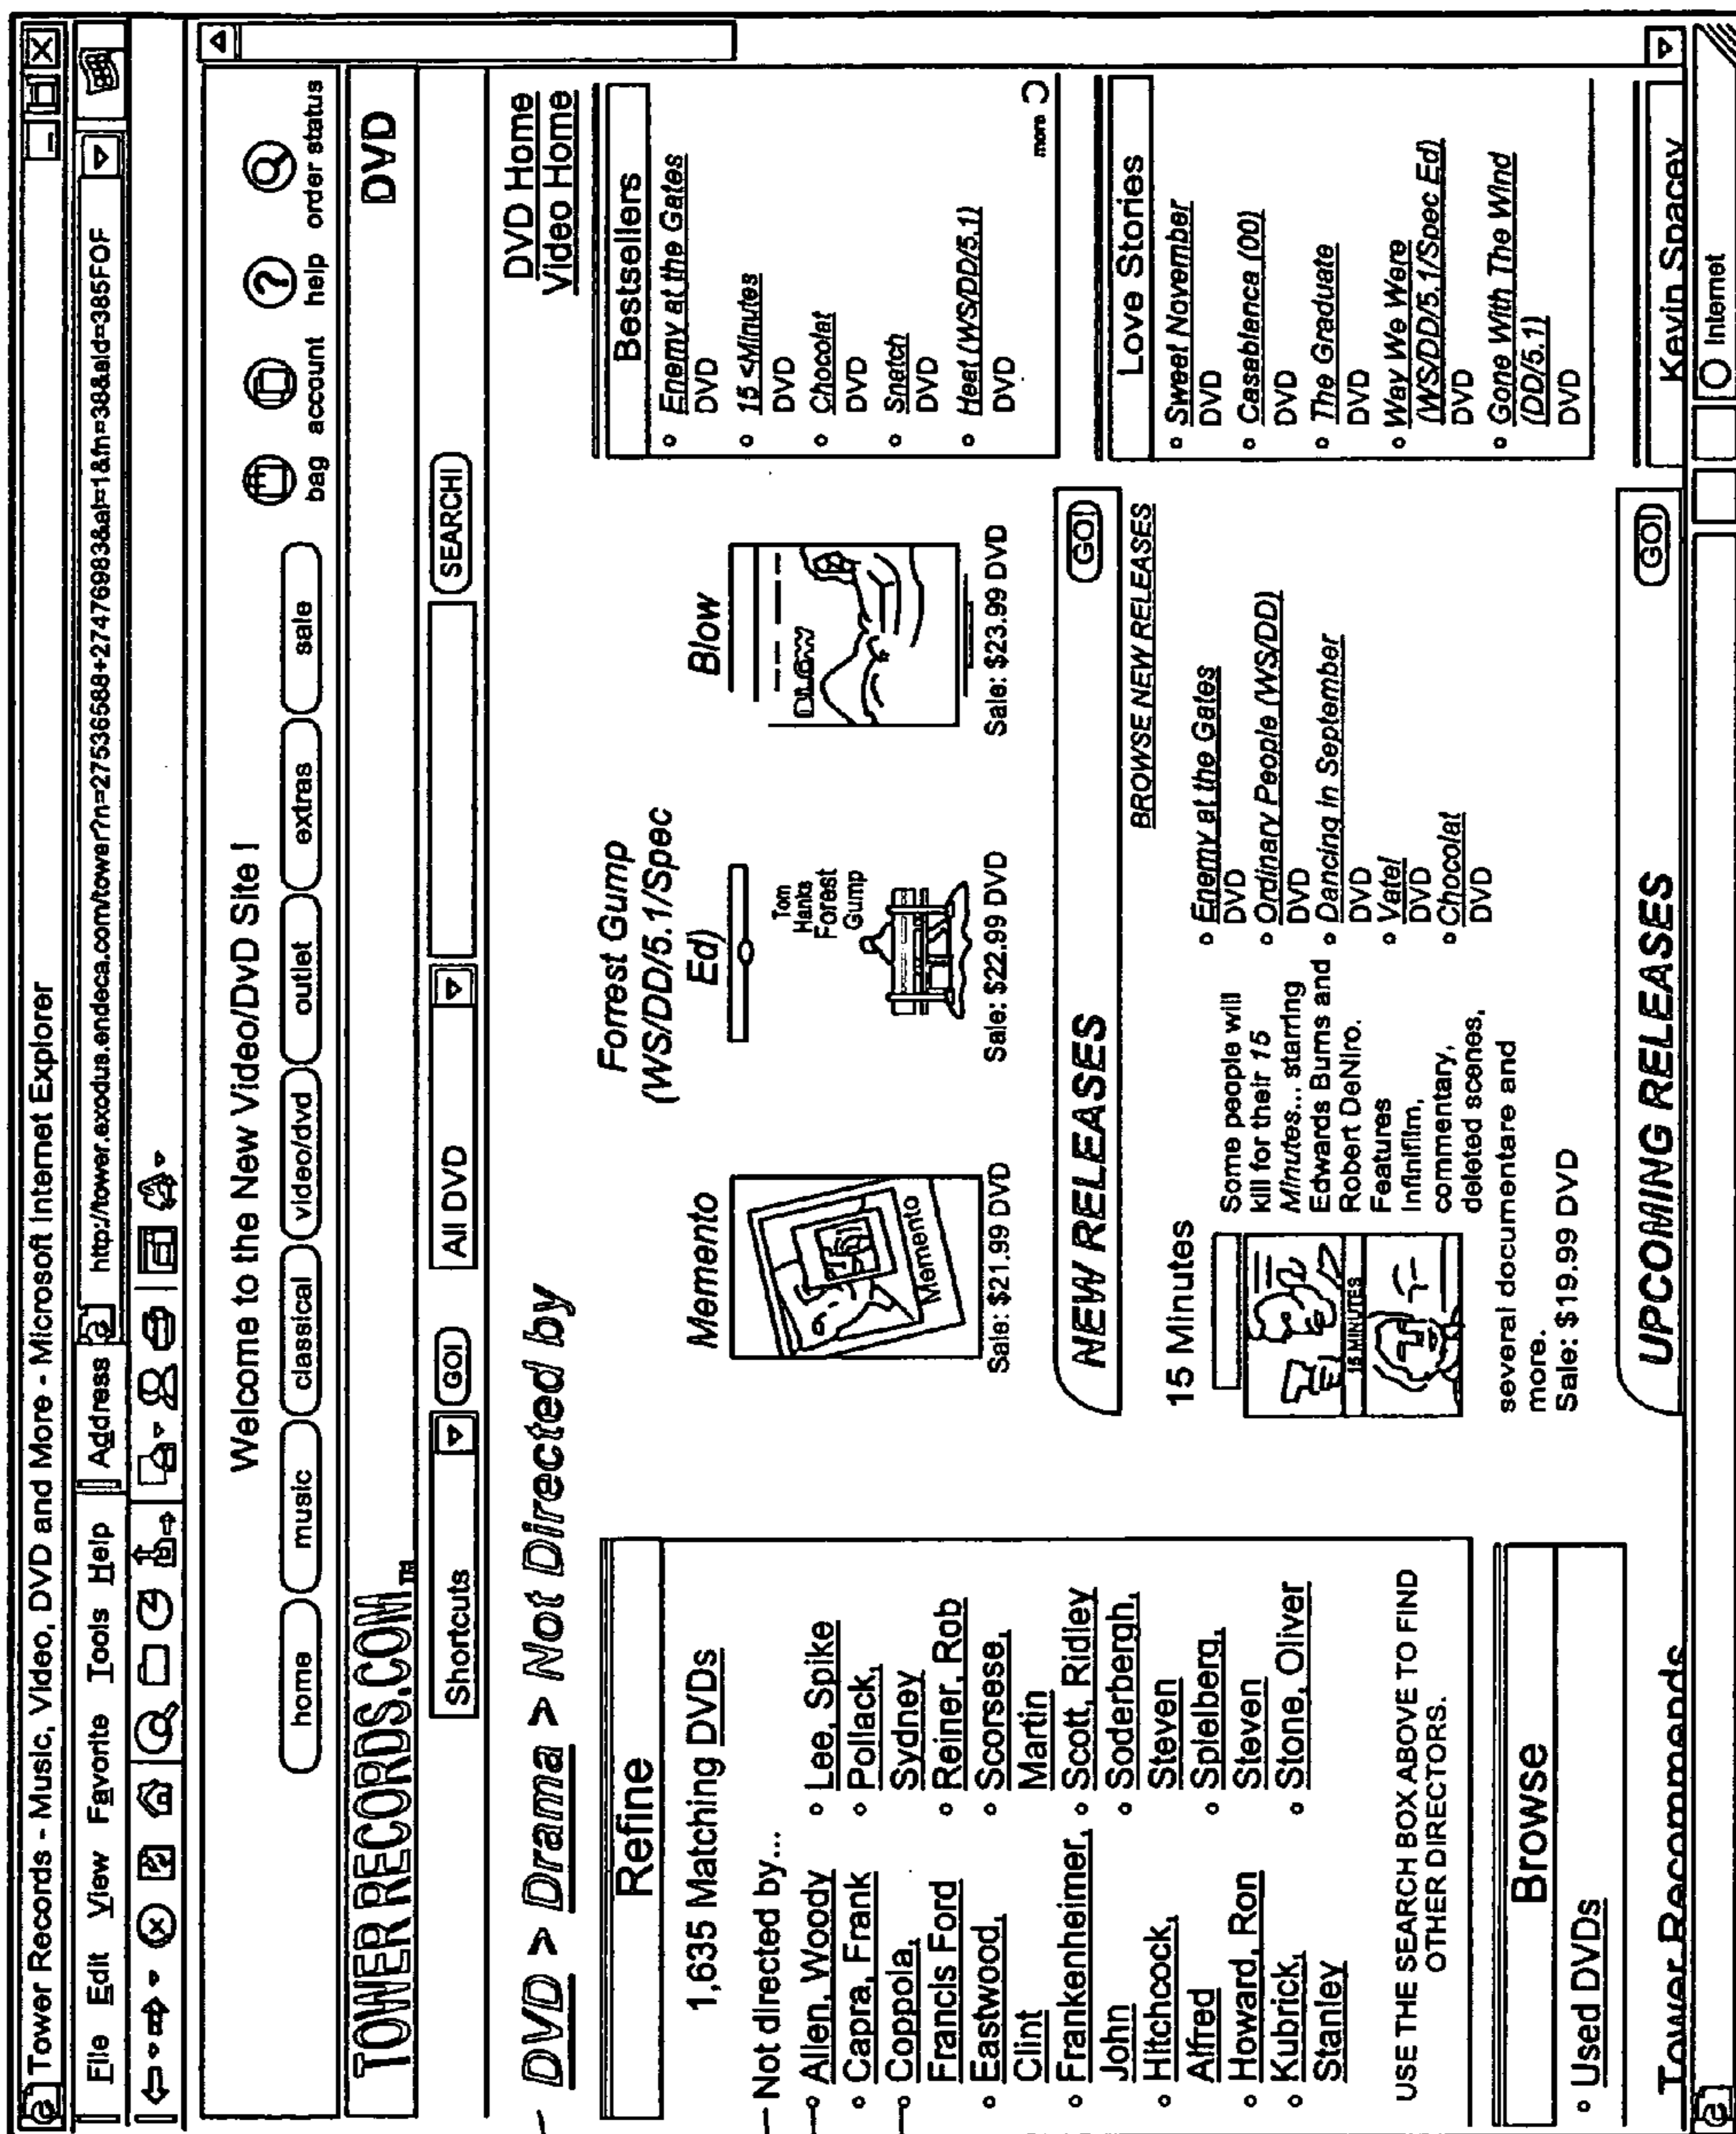 Tower Records - Music, Video, DVD and More - Microsoft Internet Explorer
File Edit View Favorite Tools Help Address http://tower.exodus.endeca.com/tower?n=27536568+27476983&al=1&fn=38&ald=385FOF
Welcome to the New Video/DvD Site !
home music classical video/dvd outlet extras sale
bag account help order status
TOWER RECORDS.COM TM DVD
Shortcuts GO! All DVD SEARCH!
DVD > Drama > Not Directed by
DVD Home
Video Home
Refine
1,635 Matching DVDs
Not directed by...
Allen, Woody
Capra, Frank
Coppola,
Francis Ford
Eastwood,
Clint
Frankenheimer,
John
Hitchcock,
Alfred
Howard, Ron
Kubrick,
Stanley
Lee, Spike
Pollack,
Sydney
Reiner, Rob
Scorsese,
Martin
Scott, Ridley
Soderbergh,
Steven
Spielberg,
Steven
Stone, Oliver
USE THE SEARCH BOX ABOVE TO FIND
OTHER DIRECTORS.
Browse
Used DVDs
Tower Recommends
Memento
Memento
Sale: $21.99 DVD
Forrest Gump
(WS/DD/5.1/Spec
Ed)
Tom
Hanks
Forest
Gump
Sale: $22.99 DVD
Blow
BLOW
Sale: $23.99 DVD
NEW RELEASES GO!
BROWSE NEW RELEASES
15 Minutes
15 MINUTES
Some people will
kill for their 15
Minutes... starring
Edwards Burns and
Robert DeNiro.
Features
Infinifilm,
commentary,
deleted scenes,
several documentare and
more.
Sale: $19.99 DVD
Enemy at the Gates
DVD
Ordinary People (WS/DD)
DVD
Dancing in September
DVD
Vatel
DVD
Chocolat
DVD
UPCOMING RELEASES GO!
Bestsellers
Enemy at the Gates
DVD
15 <Minutes
DVD
Chocolat
DVD
Snatch
DVD
Heat (WS/DD/5.1)
DVD
more
Love Stories
Sweet November
DVD
Casablenca (00)
DVD
The Graduate
DVD
Way We Were
(WS/DD/5.1/Spec Ed)
DVD
Gone With The Wind
(DD/5.1)
DVD
Kevin Spacey
Internet